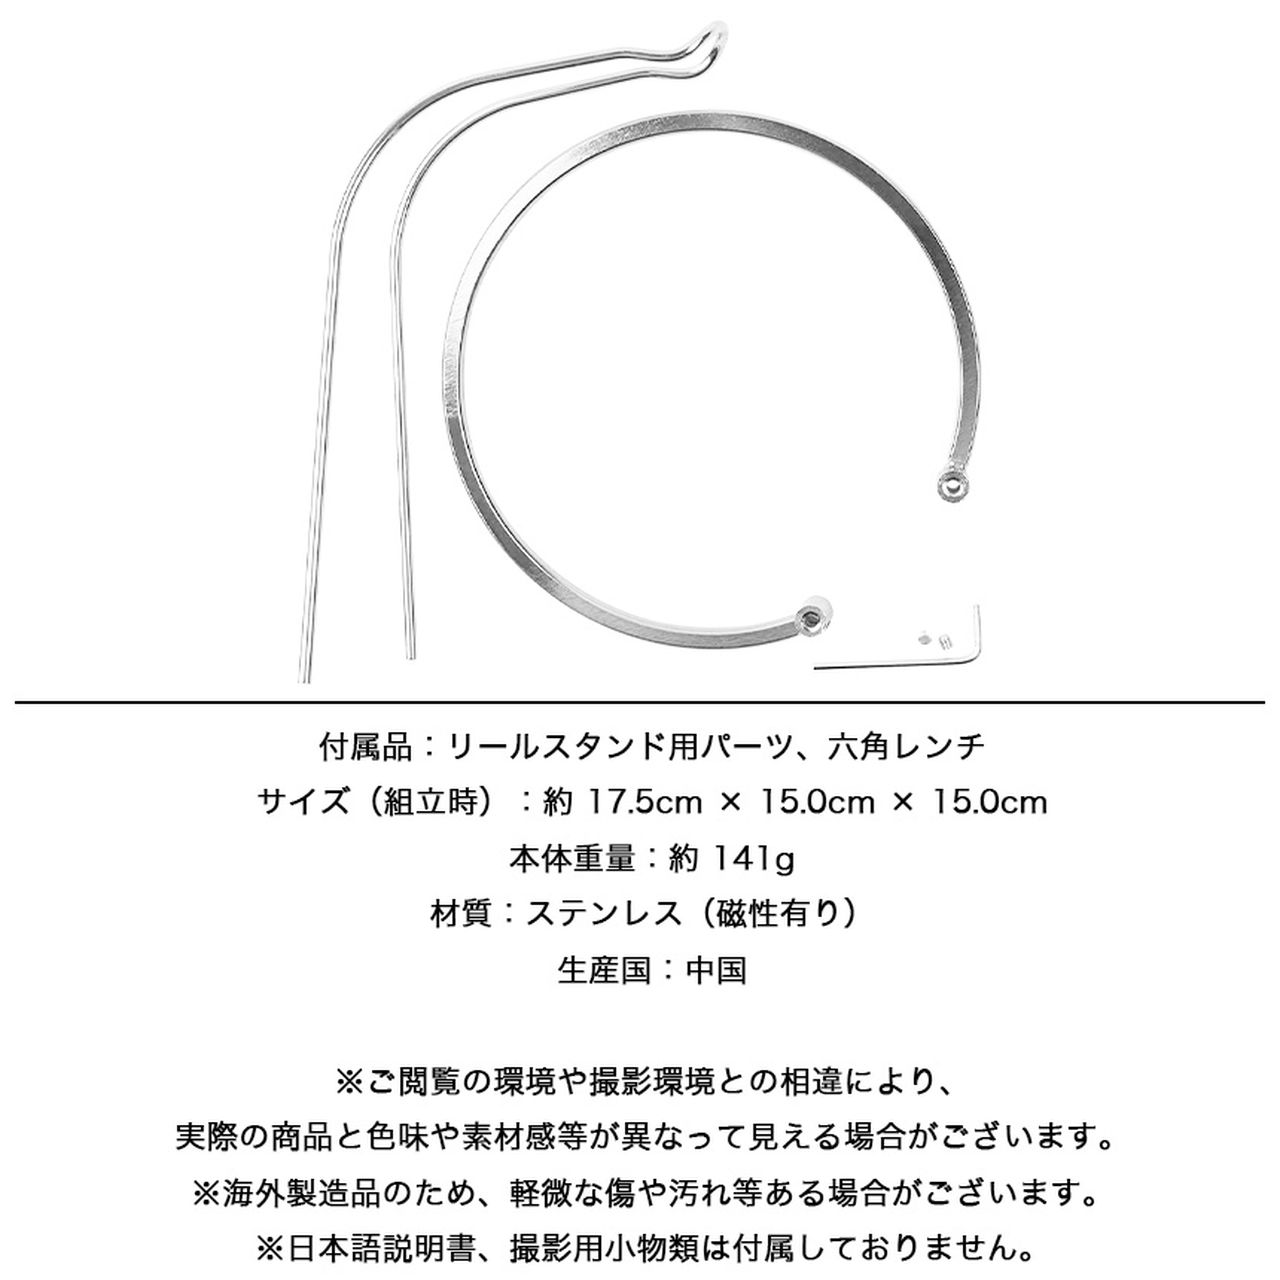 付属品：リールスタンド用パーツ、六角レンチ
サイズ（組立時）：約 17.5cm × 15.0cm × 15.0cm
本体重量：約 141g
材質：ステンレス（磁性有り）
生産国：中国
※ご閲覧の環境や撮影環境との相違により、
実際の商品と色味や素材感等が異なって見える場合がございます。
※海外製造品のため、軽微な傷や汚れ等ある場合がございます。
※日本語説明書、撮影用小物類は付属しておりません。